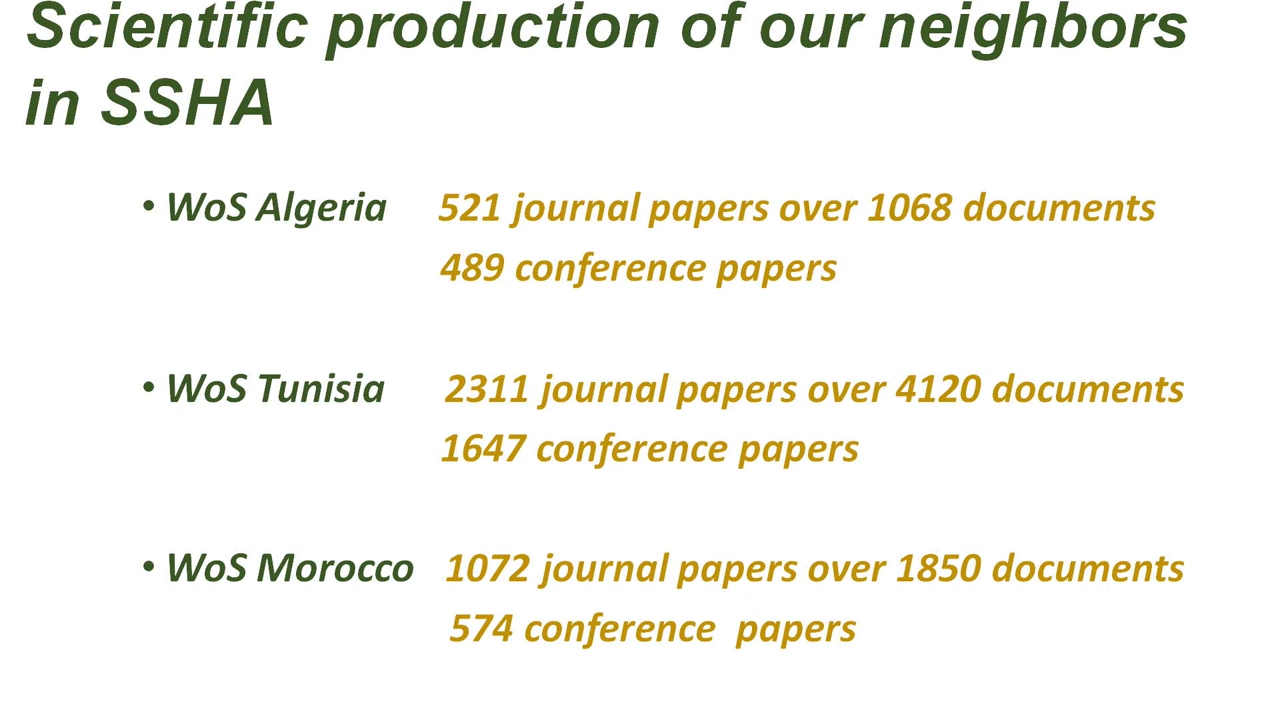 Scientific production of our neighbors
in SSHA
• WoS Algeria 521 journal papers over 1068 documents
489 conference papers
• WoS Tunisia 2311 journal papers over 4120 documents
1647 conference papers
• WoS Morocco 1072 journal papers over 1850 documents
574 conference papers